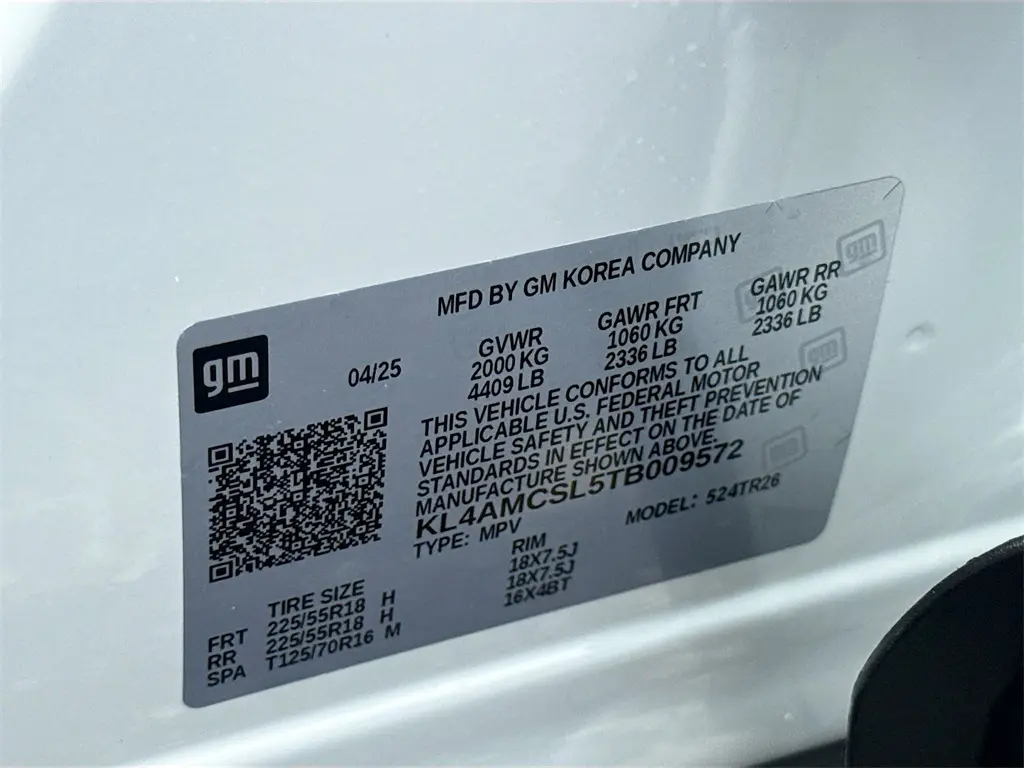 MFD BY GM KOREA COMPANY
gm
04/25
GVWR
2000 KG
4409 LB
GAWR FRT
1060 KG
2336 LB
GAWR RR
1060 KG
2336 LB
THIS VEHICLE CONFORMS TO ALL
APPLICABLE U.S. FEDERAL MOTOR
VEHICLE SAFETY AND THEFT PREVENTION
STANDARDS IN EFFECT ON THE DATE OF
MANUFACTURE SHOWN ABOVE.
KL4AMCSL5TB009572
TYPE: MPV MODEL: 524TR26
TIRE SIZE RIM
FRT 225/55R18 H 18X7.5J
RR 225/55R18 H 18X7.5J
SPA T125/70R16 M 16X4BT
gm
gm